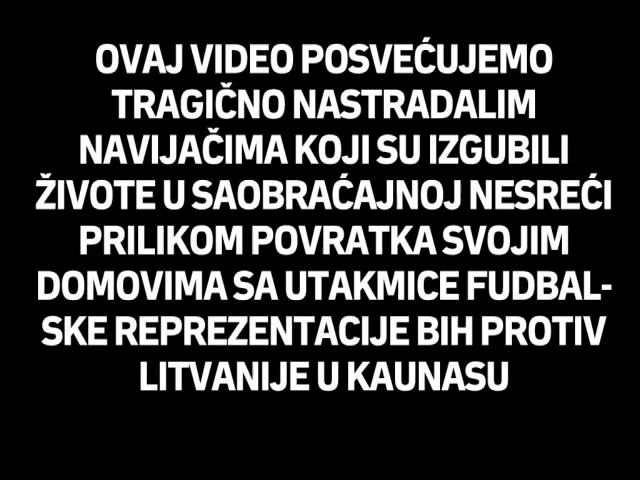 OVAJ VIDEO POSVEĆUJEMO
TRAGIČNO NASTRADALIM
NAVIJAČIMA KOJI SU IZGUBILI
ŽIVOTE U SAOBRAĆAJNOJ NESREĆI
PRILIKOM POVRATKA SVOJIM
DOMOVIMA SA UTAKMICE FUDBAL-
SKE REPREZENTACIJE BIH PROTIV
LITVANIJE U KAUNASU